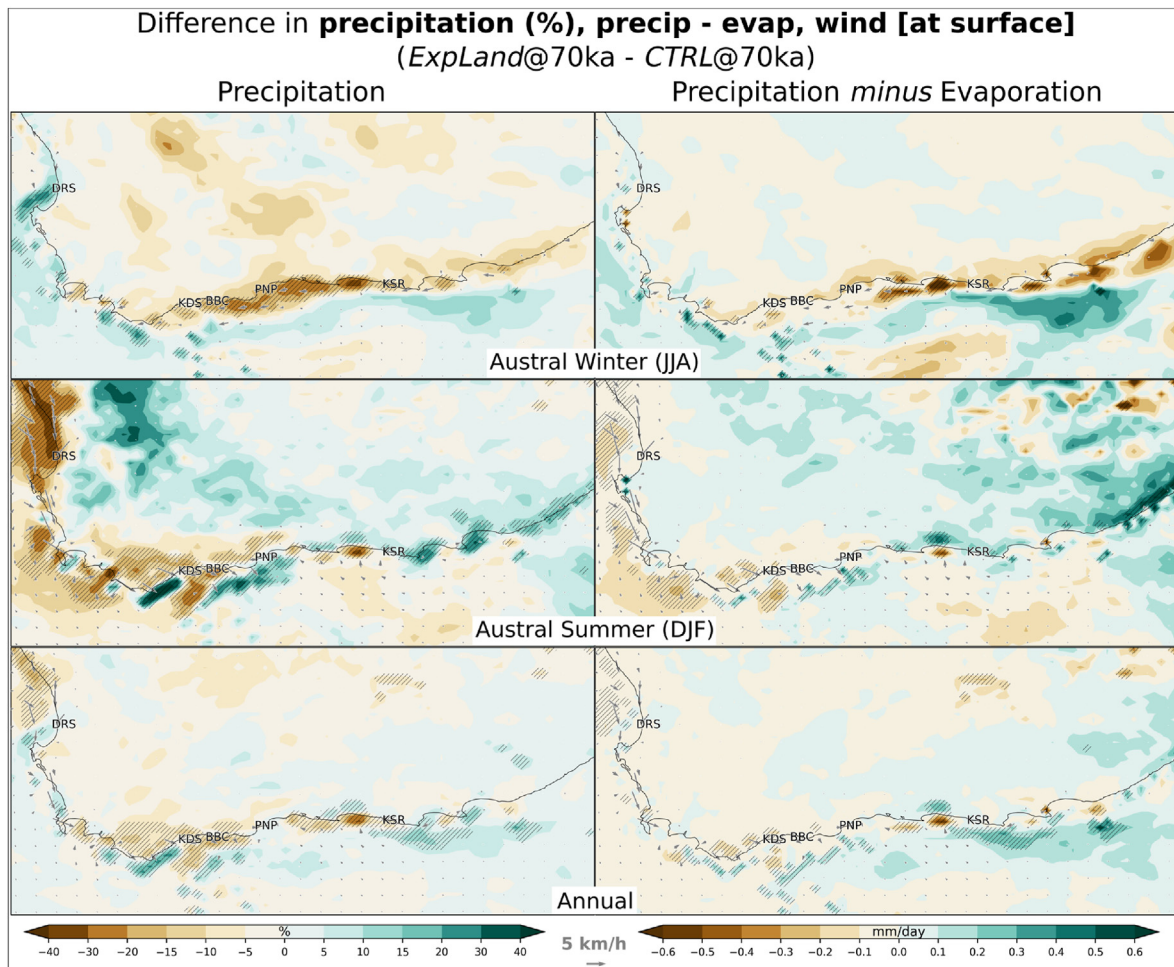 Difference in precipitation (%), precip - evap, wind [at surface]
(ExpLand@70ka - CTRL@70ka)
Precipitation
Precipitation minus Evaporation
DRS
KDS
BBC
PNP
KSR
DRS
KDS
BBC
PNP
KSR
Austral Winter (JJA)
DRS
KDS
BBC
PNP
KSR
DRS
KDS
BBC
PNP
KSR
Austral Summer (DJF)
DRS
KDS
BBC
PNP
KSR
DRS
KDS
BBC
PNP
KSR
Annual
%
−40 −30 −20 −15 −10 −5 0 5 10 15 20 30 40
5 km/h
mm/day
−0.6 −0.5 −0.4 −0.3 −0.2 −0.1 0.0 0.1 0.2 0.3 0.4 0.5 0.6